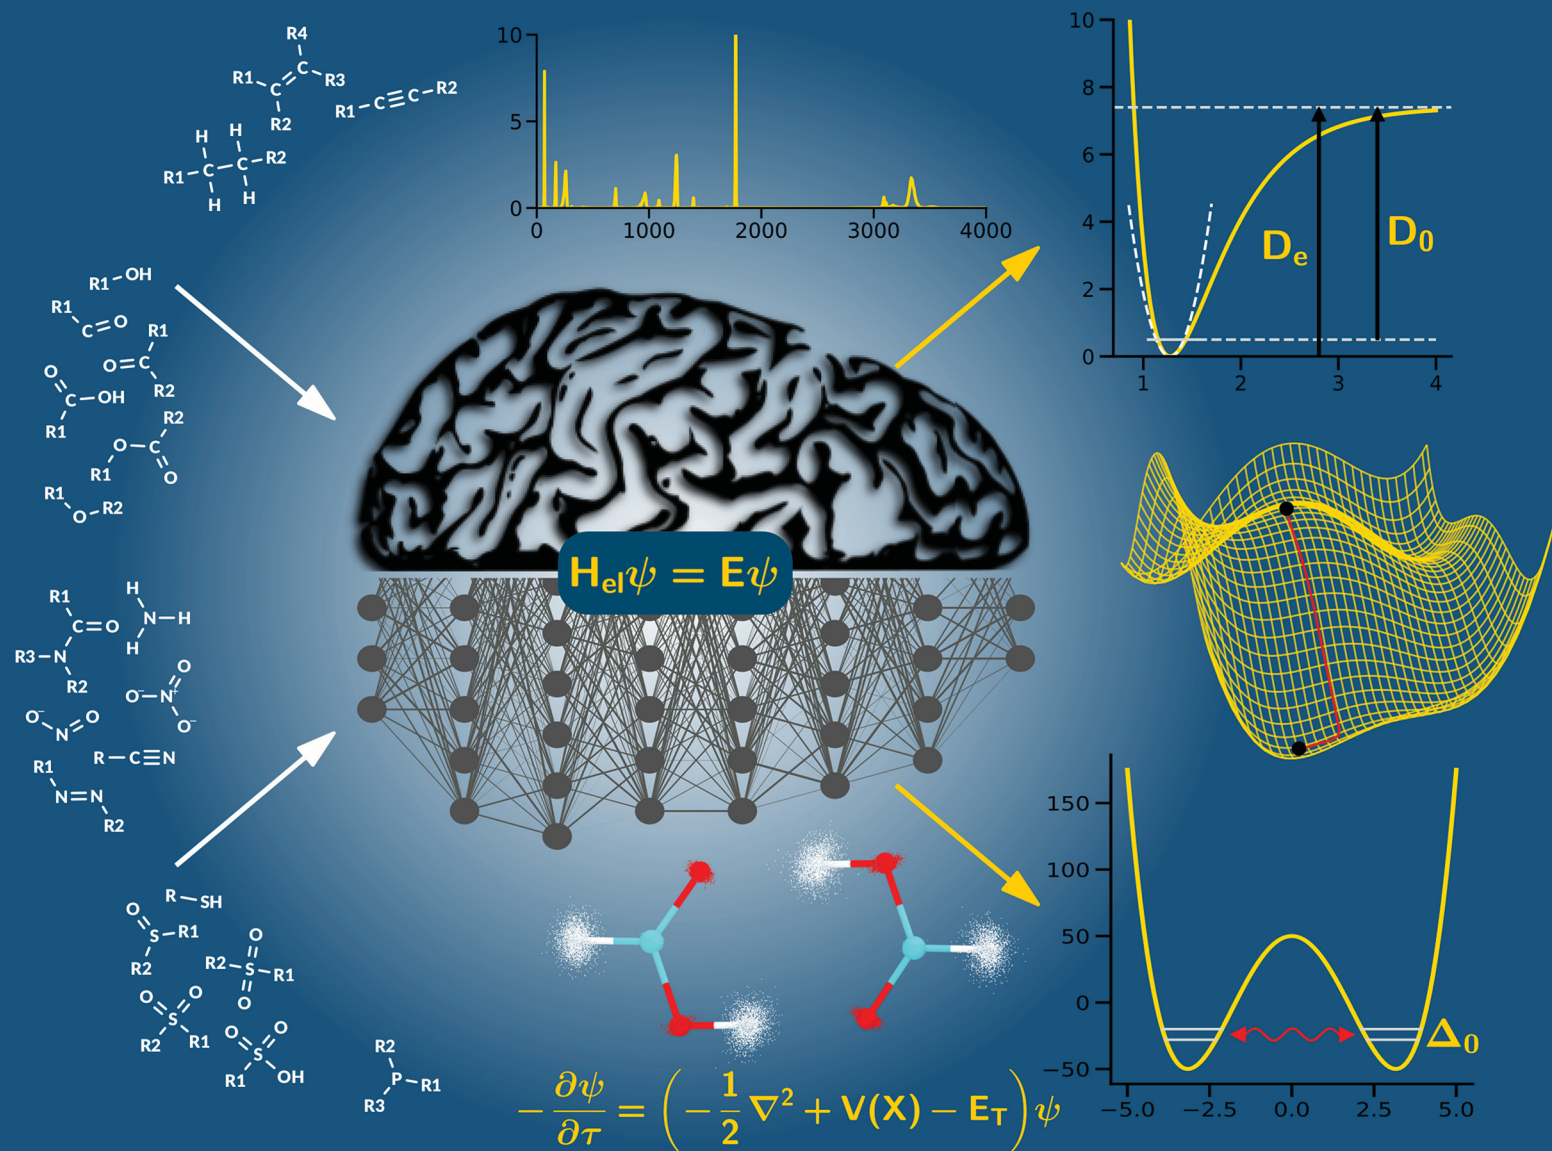 R4
R1 C C R3
R2
R1 C C R2
H H
R1 C C R2
H H
10
5
0
0 1000 2000 3000 4000
10
8
6
4
2
0
1 2 3 4
De
D0
R1 OH
R1
C O
R1
O C
R2
O
C OH
R1
R2
O C
R1 O
R1
O R2
Helψ = Eψ
R1
C O
R3 N
R2
H
N H
H
O
O⁻ N⁺
O⁻
O⁻ O
N
R C N
R1
N N
R2
R SH
O
S R1
R2
O
R2 S R1
O
O O
S
R2 R1
O O
S
R1 OH
R2
P R1
R3
150
100
50
0
−50
−5.0 −2.5 0.0 2.5 5.0
Δ0
− ∂ψ/∂τ = (− 1/2 ∇² + V(X) − ET) ψ